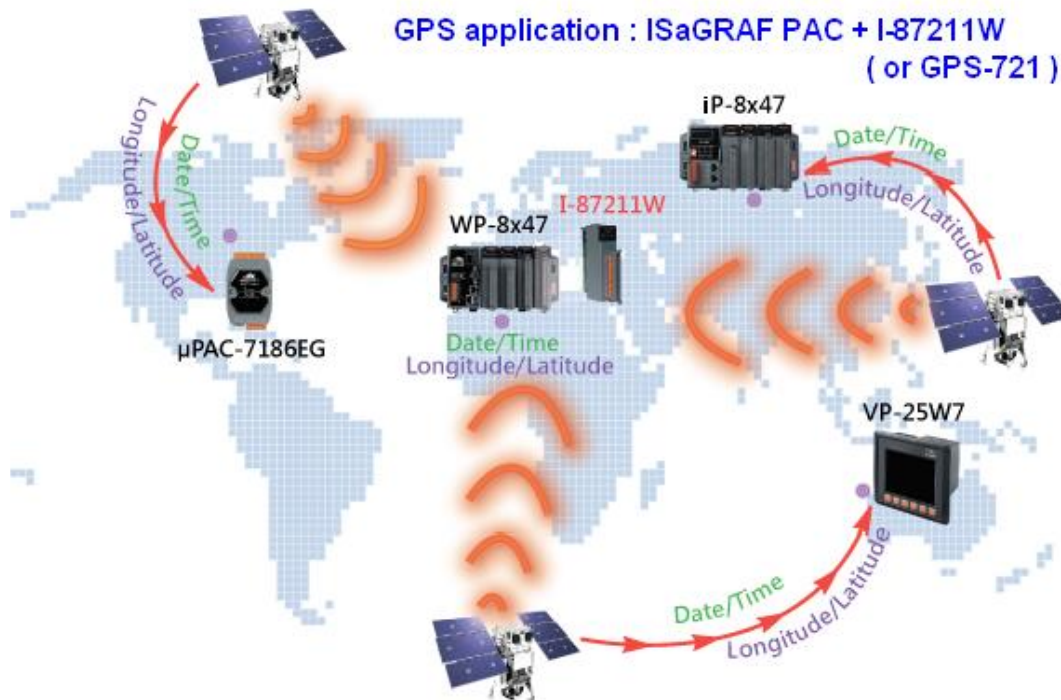 GPS application : ISaGRAF PAC + I-87211W
( or GPS-721 )
iP-8x47
Date/Time
Longitude/Latitude
Longitude/Latitude
Date/Time
I-87211W
WP-8x47
Date/Time
Longitude/Latitude
µPAC-7186EG
VP-25W7
Date/Time
Longitude/Latitude